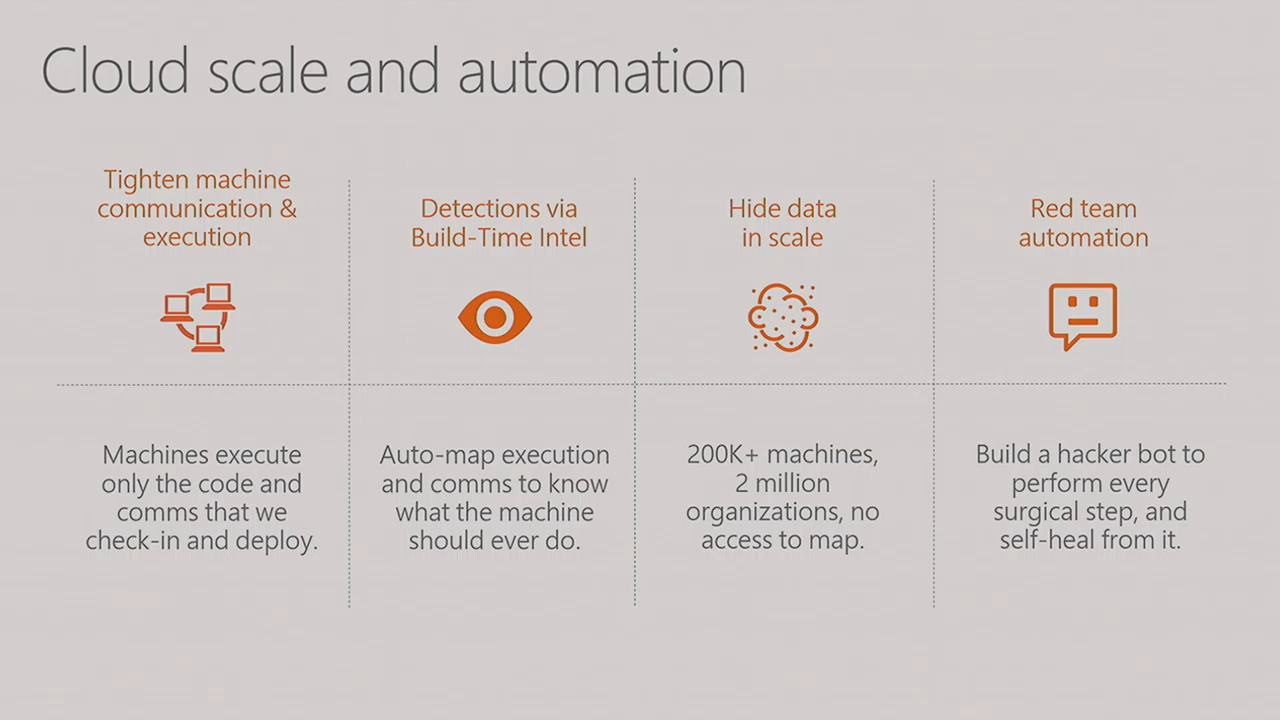 Cloud scale and automation
Tighten machine
communication &
execution
Detections via
Build-Time Intel
Hide data
in scale
Red team
automation
Machines execute
only the code and
comms that we
check-in and deploy.
Auto-map execution
and comms to know
what the machine
should ever do.
200K+ machines,
2 million
organizations, no
access to map.
Build a hacker bot to
perform every
surgical step, and
self-heal from it.